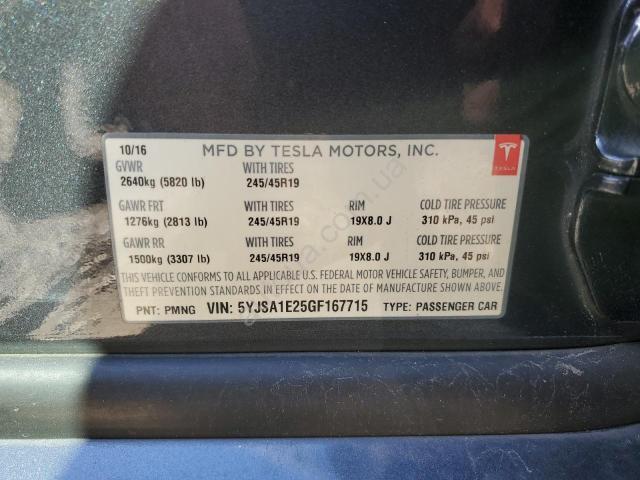 10/16 MFD BY TESLA MOTORS, INC.
GVWR WITH TIRES
2640kg (5820 lb) 245/45R19
TESLA
GAWR FRT WITH TIRES RIM COLD TIRE PRESSURE
1276kg (2813 lb) 245/45R19 19X8.0 J 310 kPa, 45 psi
GAWR RR WITH TIRES RIM COLD TIRE PRESSURE
1500kg (3307 lb) 245/45R19 19X8.0 J 310 kPa, 45 psi
THIS VEHICLE CONFORMS TO ALL APPLICABLE U.S. FEDERAL MOTOR VEHICLE SAFETY, BUMPER, AND
THEFT PREVENTION STANDARDS IN EFFECT ON THE DATE OF MANUFACTURE SHOWN ABOVE.
PNT: PMNG VIN: 5YJSA1E25GF167715 TYPE: PASSENGER CAR